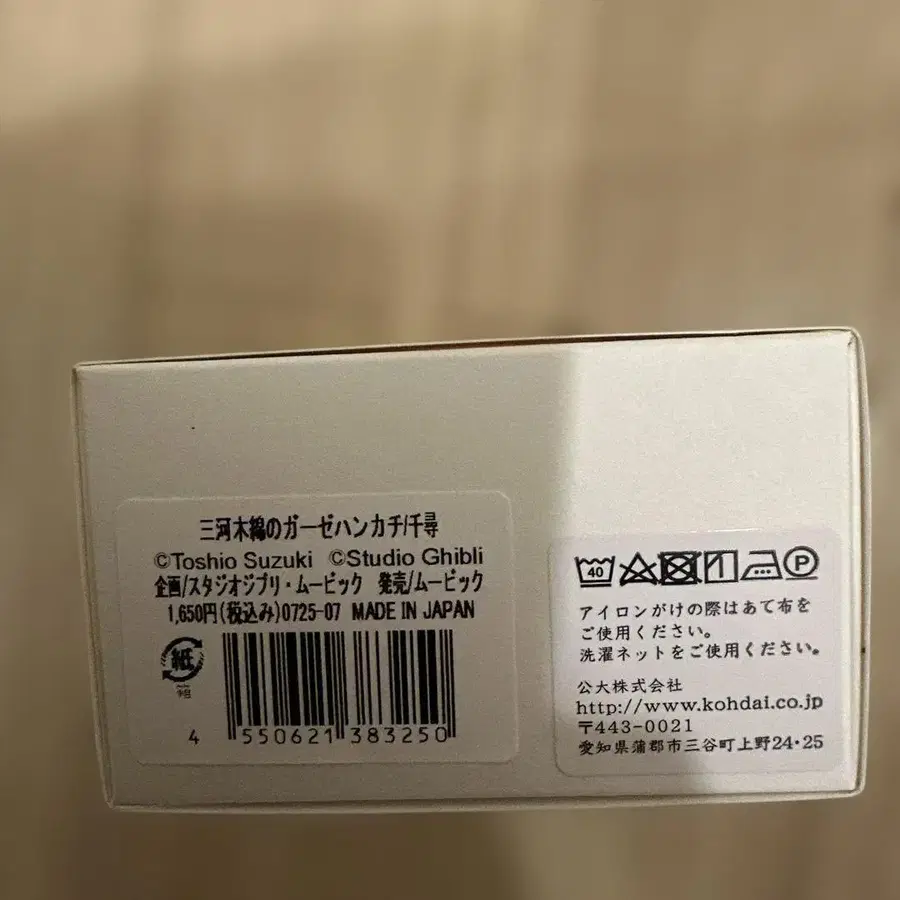 三河木綿のガーゼハンカチ/千尋
©Toshio Suzuki ©Studio Ghibli
企画/スタジオジブリ・ムービック 発売/ムービック
1,650円(税込み)0725-07 MADE IN JAPAN
紙
箱
4 550621 383250
40
P
アイロンがけの際はあて布を
ご使用ください。
洗濯ネットをご使用ください。
公大株式会社
http://www.kohdai.co.jp
〒443-0021
愛知県蒲郡市三谷町上野24・25